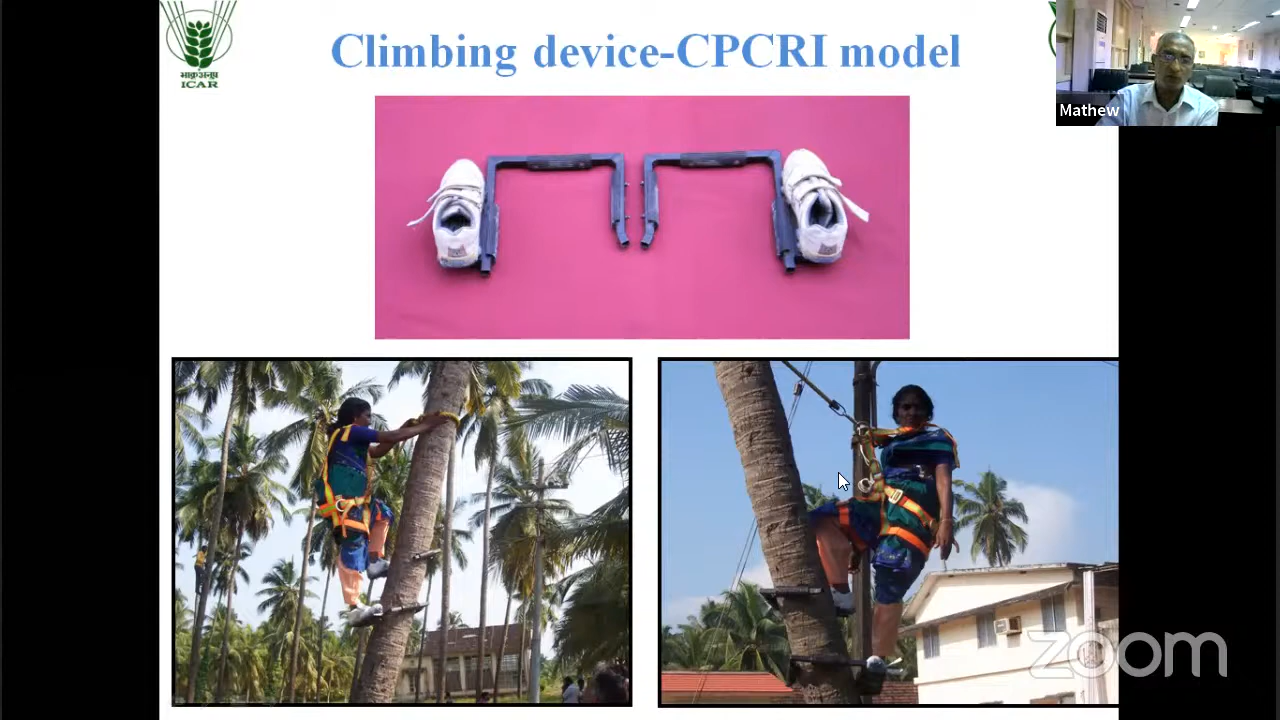 Climbing device-CPCRI model
भाकृअनुप
ICAR
Mathew
zoom